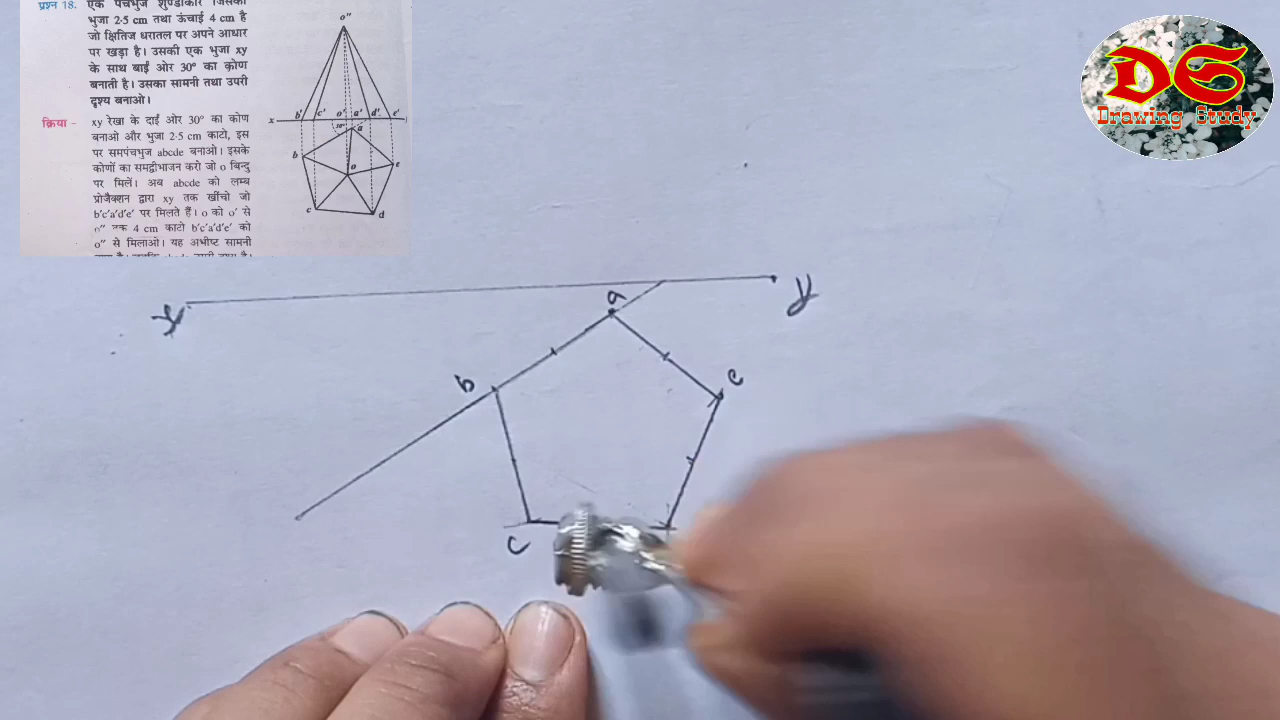 प्रश्न 18. एक पंचभुज शुण्डाकार जिसकी
भुजा 2·5 cm तथा ऊंचाई 4 cm है
जो क्षितिज धरातल पर अपने आधार
पर खड़ा है। उसकी एक भुजा xy
के साथ बाईं ओर 30° का कोण
बनाती है। उसका सामनी तथा उपरी
दृश्य बनाओ।
क्रिया - xy रेखा के दाईं ओर 30° का कोण
बनाओ और भुजा 2·5 cm काटो, इस
पर समपंचभुज abcde बनाओ। इसके
कोणों का समद्वीभाजन करो जो o बिन्दु
पर मिलें। अब abcde को लम्ब
प्रोजैक्शन द्वारा xy तक खींचो जो
b'c'a'd'e' पर मिलते हैं। o को o' से
o'' तक 4 cm काटो b'c'a'd'e' को
o'' से मिलाओ। यह अभीष्ट सामनी
o''
x b' c' o' a' d' e'
30° a
b o e
c d
DS
Drawing Study
x y
a
b e
c